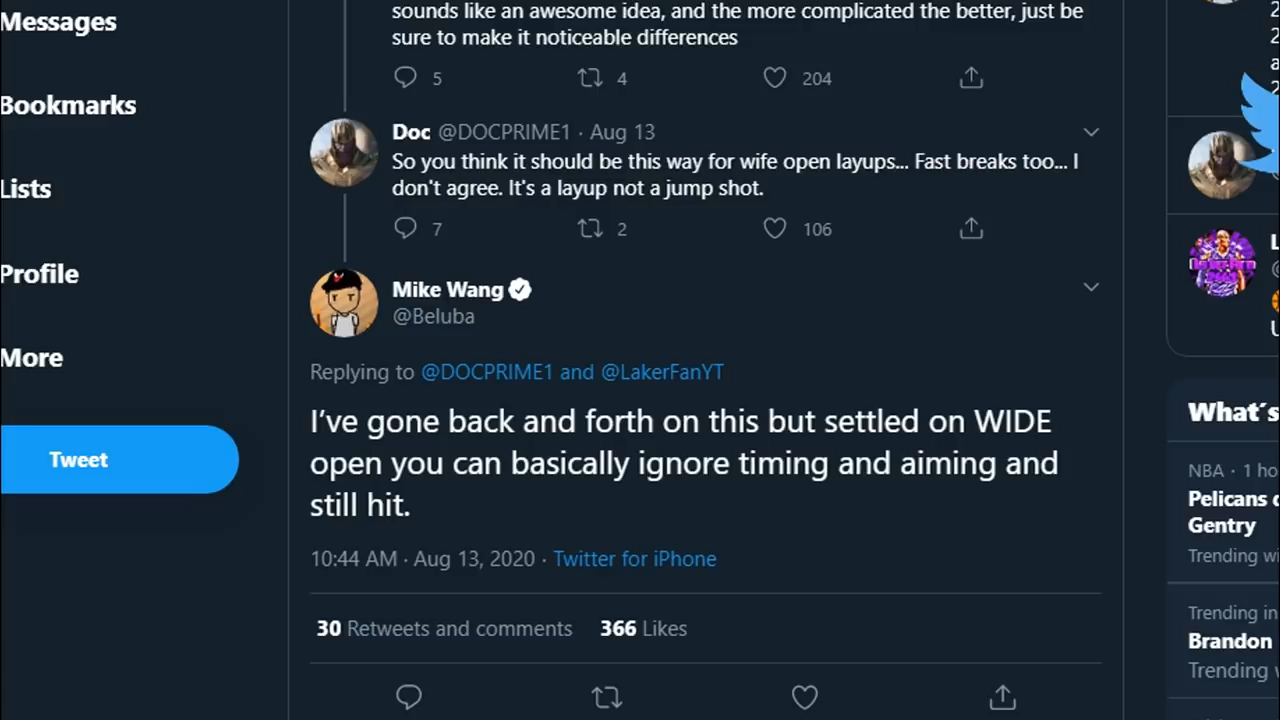 Messages
Bookmarks
Lists
Profile
More
Tweet
sounds like an awesome idea, and the more complicated the better, just be
sure to make it noticeable differences
5 4 204
Doc @DOCPRIME1 · Aug 13
So you think it should be this way for wife open layups... Fast breaks too... I
don't agree. It's a layup not a jump shot.
7 2 106
Mike Wang
@Beluba
Replying to @DOCPRIME1 and @LakerFanYT
I've gone back and forth on this but settled on WIDE
open you can basically ignore timing and aiming and
still hit.
10:44 AM · Aug 13, 2020 · Twitter for iPhone
30 Retweets and comments 366 Likes
What´s
NBA · 1 ho
Pelicans
Gentry
Trending wi
Trending in
Brandon
Trending